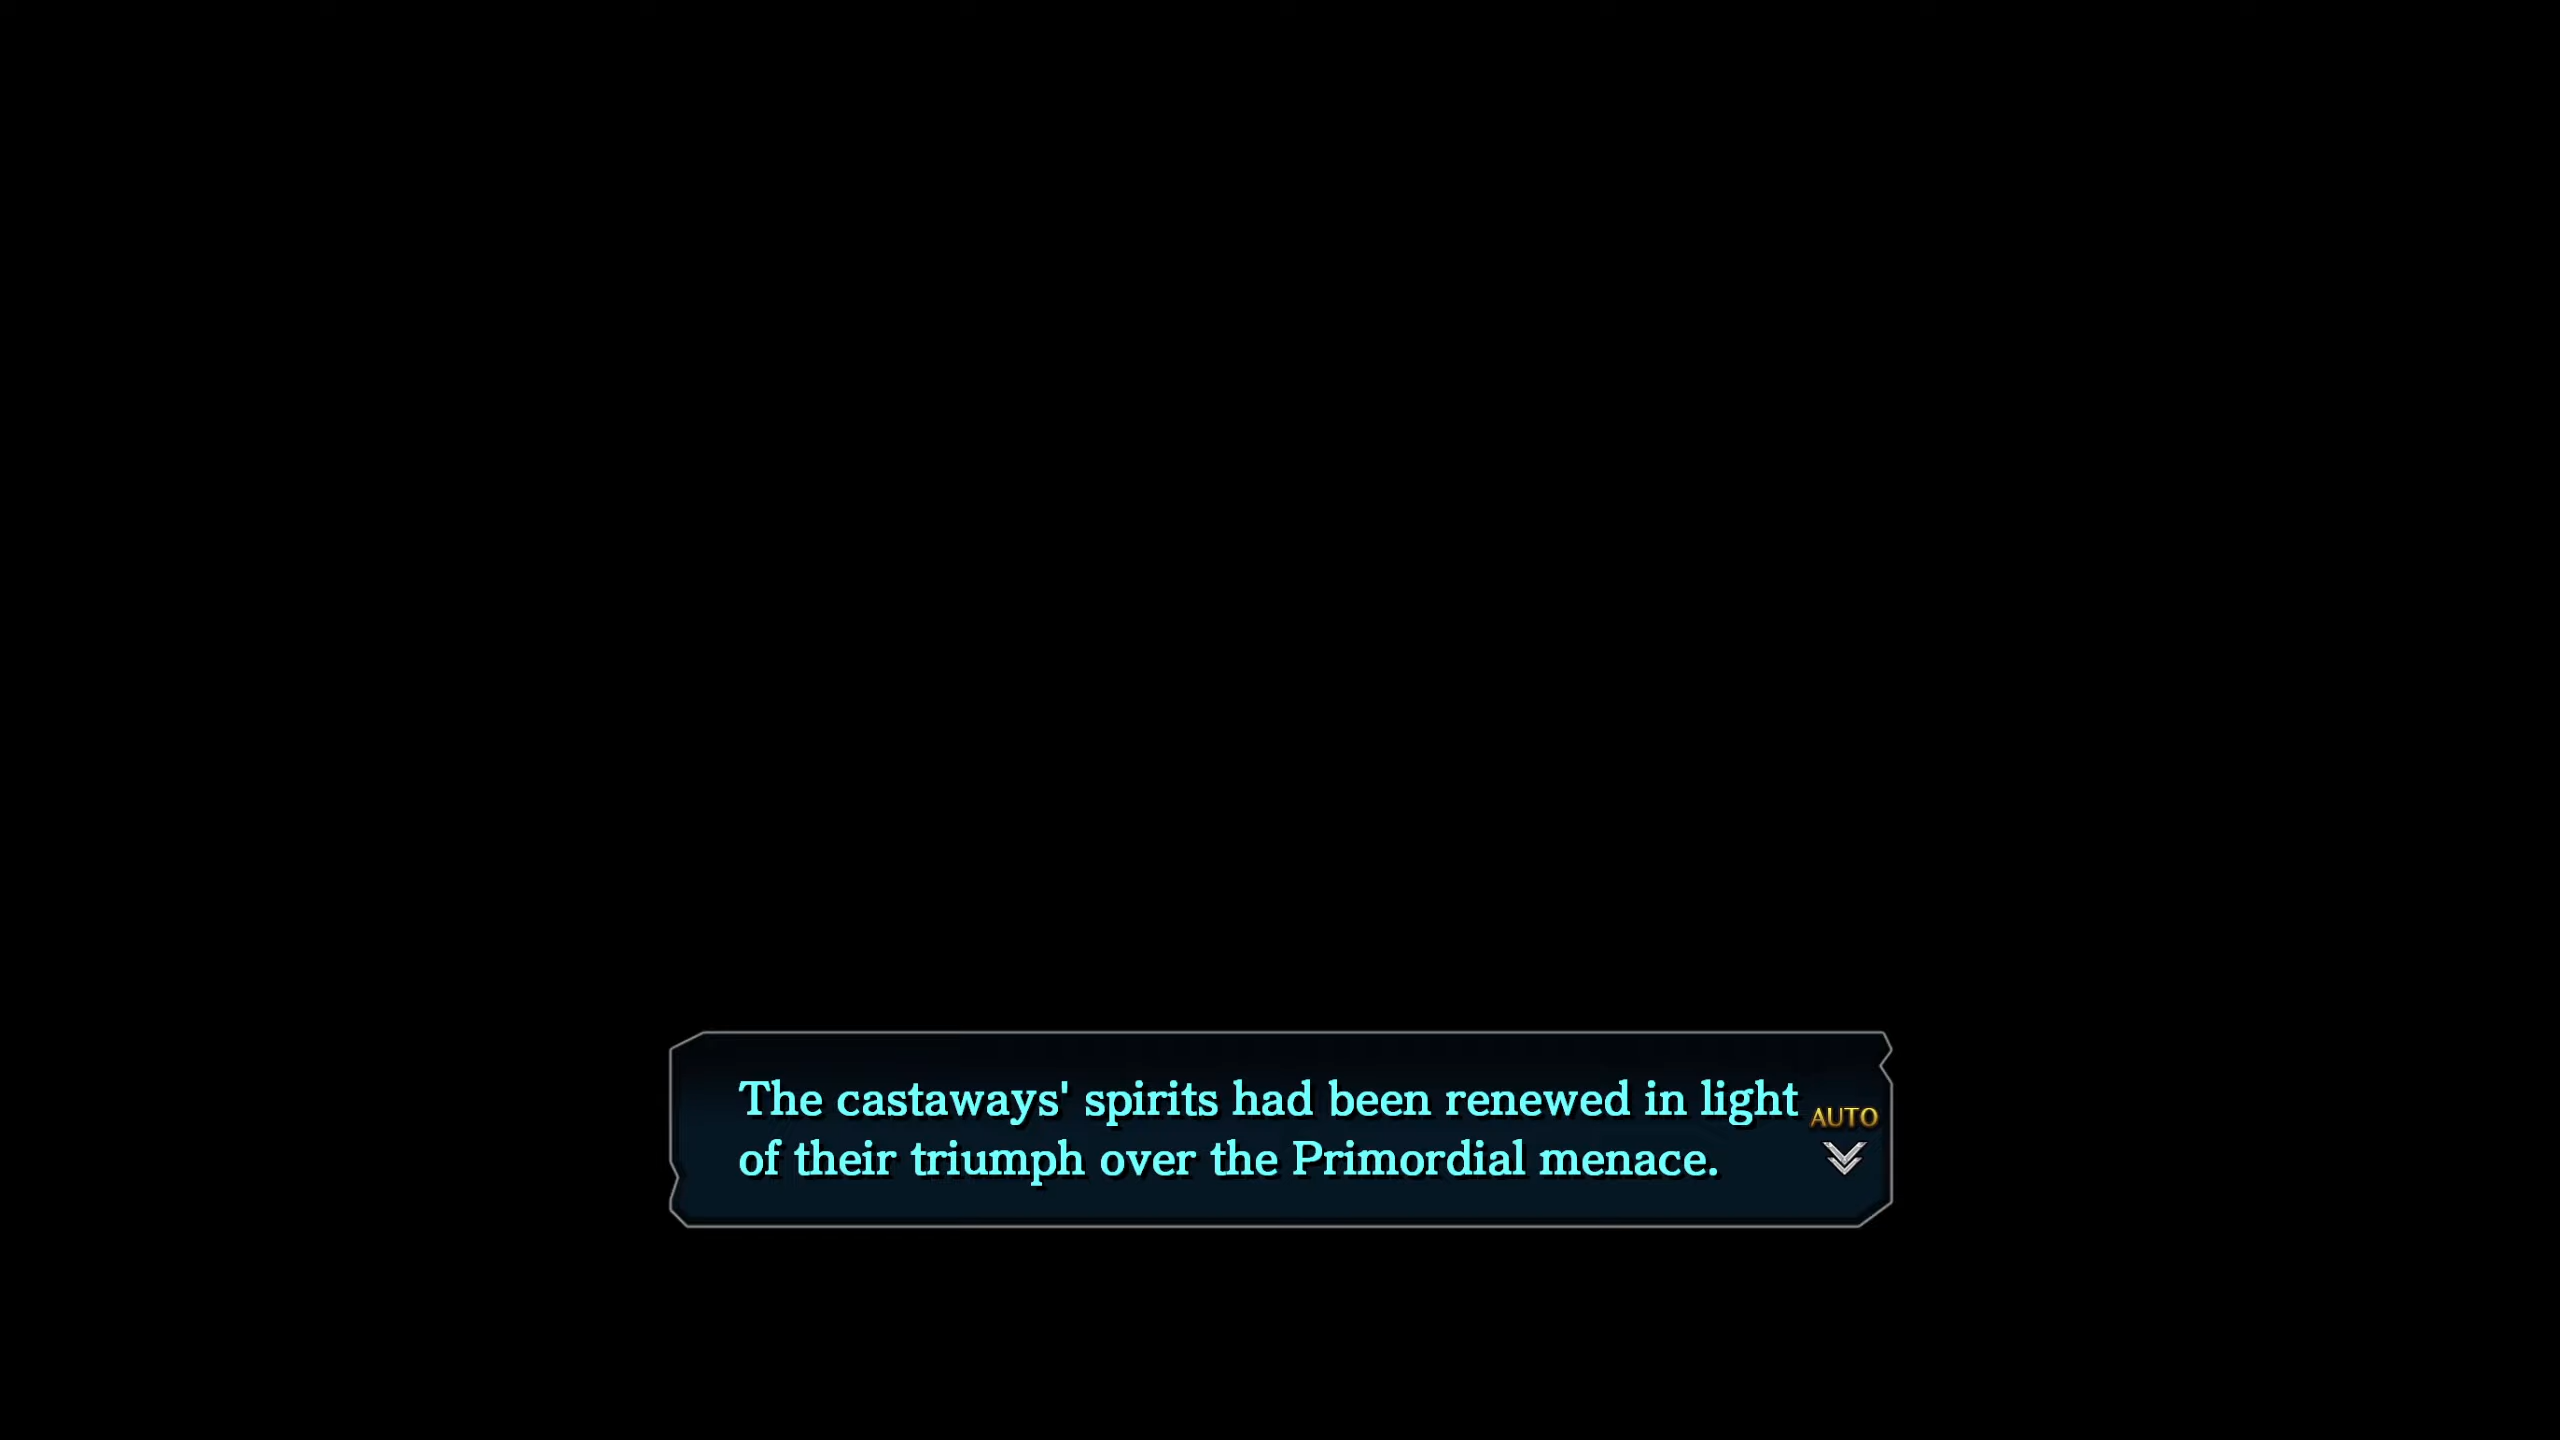 The castaways' spirits had been renewed in light
of their triumph over the Primordial menace.
AUTO